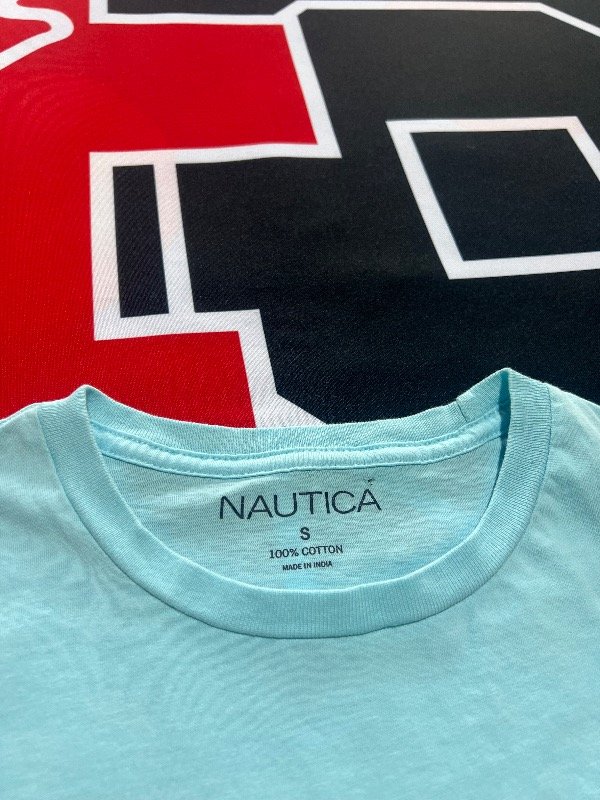 NAUTICA
S
100% COTTON
MADE IN INDIA